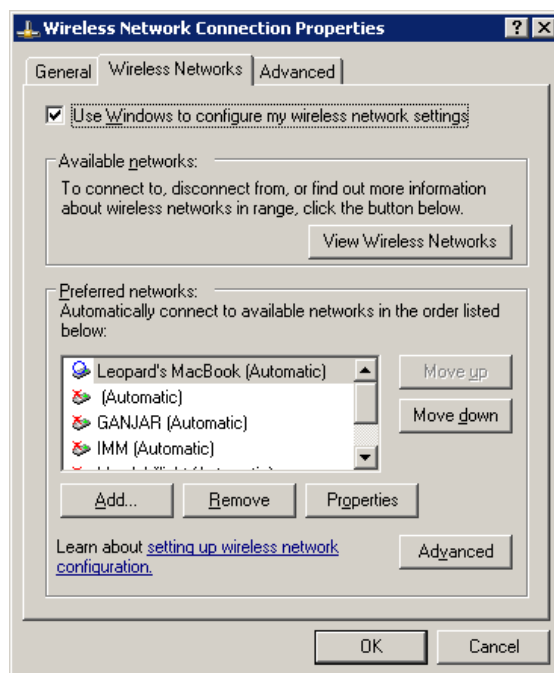 Wireless Network Connection Properties
General Wireless Networks Advanced
Use Windows to configure my wireless network settings
Available networks:
To connect to, disconnect from, or find out more information
about wireless networks in range, click the button below.
View Wireless Networks
Preferred networks:
Automatically connect to available networks in the order listed
below:
Leopard's MacBook (Automatic)
(Automatic)
GANJAR (Automatic)
IMM (Automatic)
Move up
Move down
Add... Remove Properties
Learn about setting up wireless network
configuration.
Advanced
OK Cancel